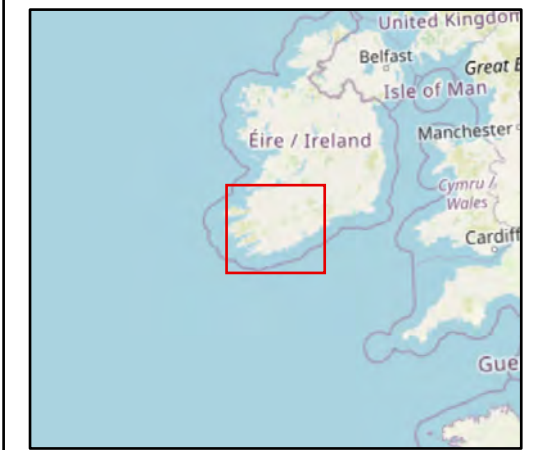 United Kingdom
Belfast
Great B
Isle of Man
Éire / Ireland
Manchester
Cymru /
Wales
Cardiff
Gue